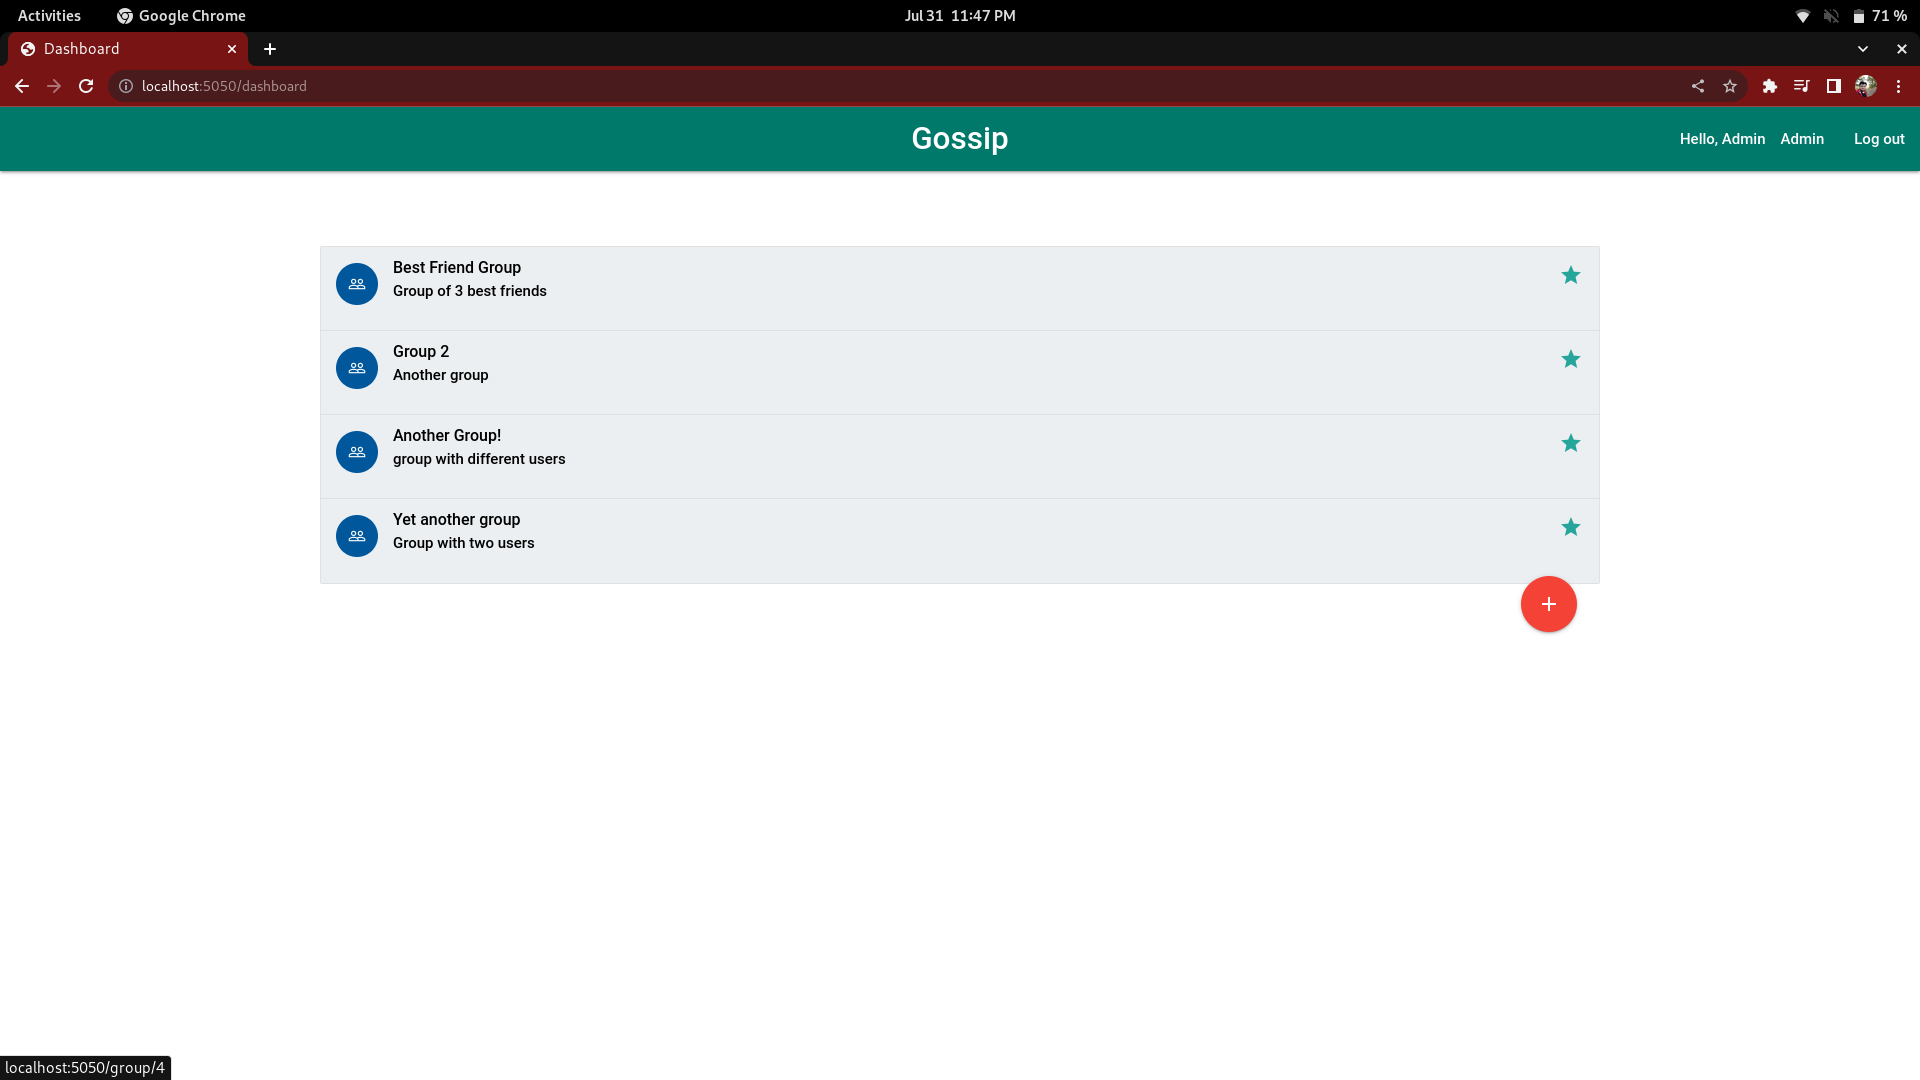 Activities Google Chrome Jul 31 11:47 PM 71 %
Dashboard
localhost:5050/dashboard
Gossip Hello, Admin Admin Log out
Best Friend Group
Group of 3 best friends
Group 2
Another group
Another Group!
group with different users
Yet another group
Group with two users
localhost:5050/group/4